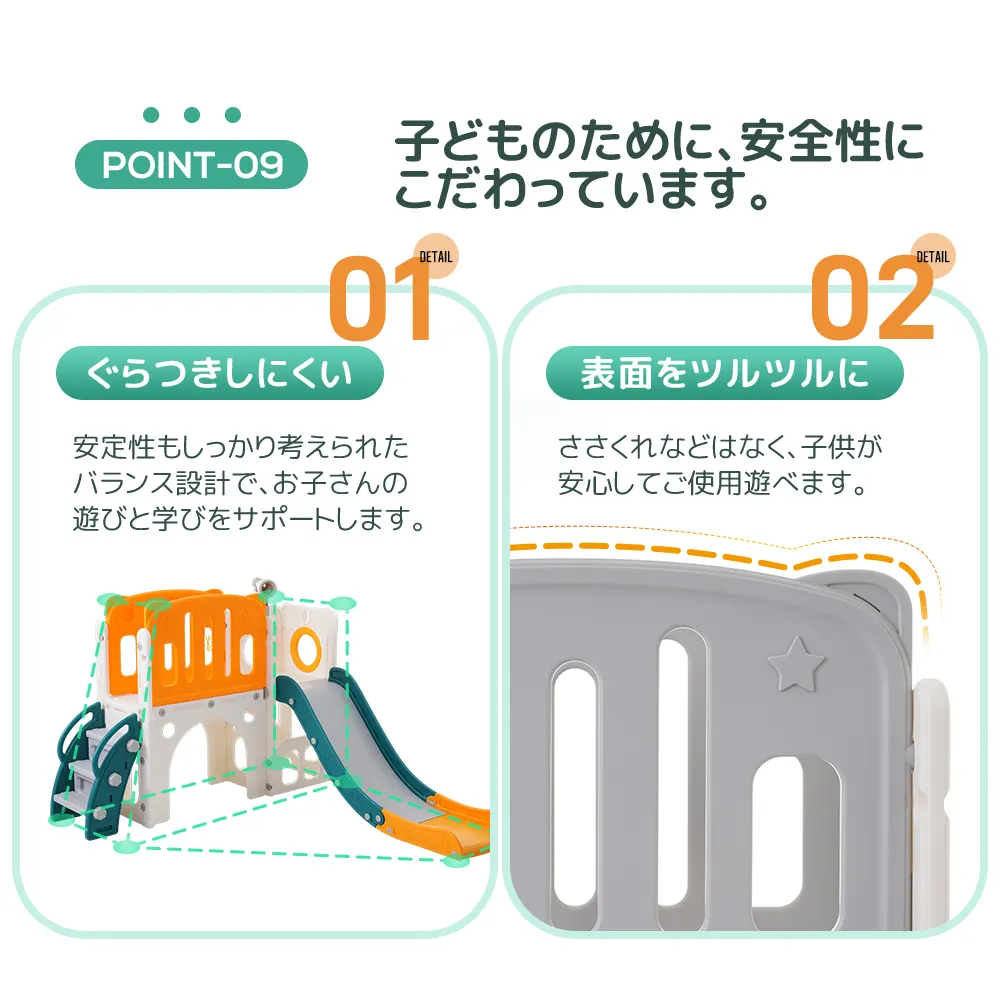 POINT-09
子どものために、安全性に
こだわっています。
01
DETAIL
ぐらつきしにくい
安定性もしっかり考えられた
バランス設計で、お子さんの
遊びと学びをサポートします。
02
DETAIL
表面をツルツルに
ささくれなどはなく、子供が
安心してご使用遊べます。